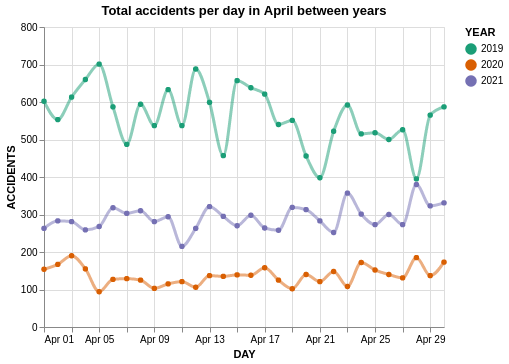 Total accidents per day in April between years
YEAR
2019
2020
2021
ACCIDENTS
800
700
600
500
400
300
200
100
0
Apr 01 Apr 05 Apr 09 Apr 13 Apr 17 Apr 21 Apr 25 Apr 29
DAY